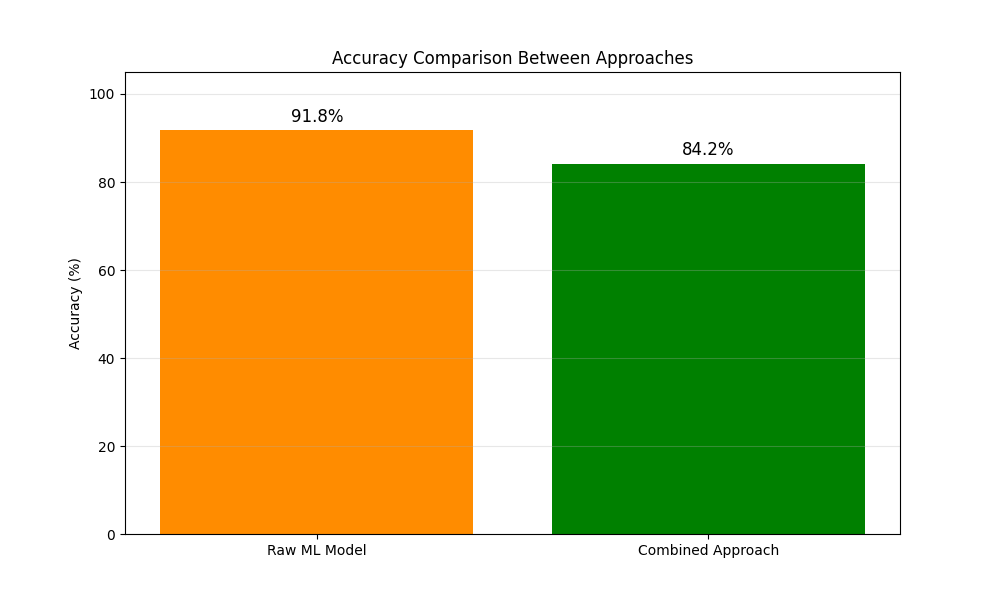 Accuracy Comparison Between Approaches
100
91.8%
84.2%
80
60
Accuracy (%)
40
20
0
Raw ML Model
Combined Approach